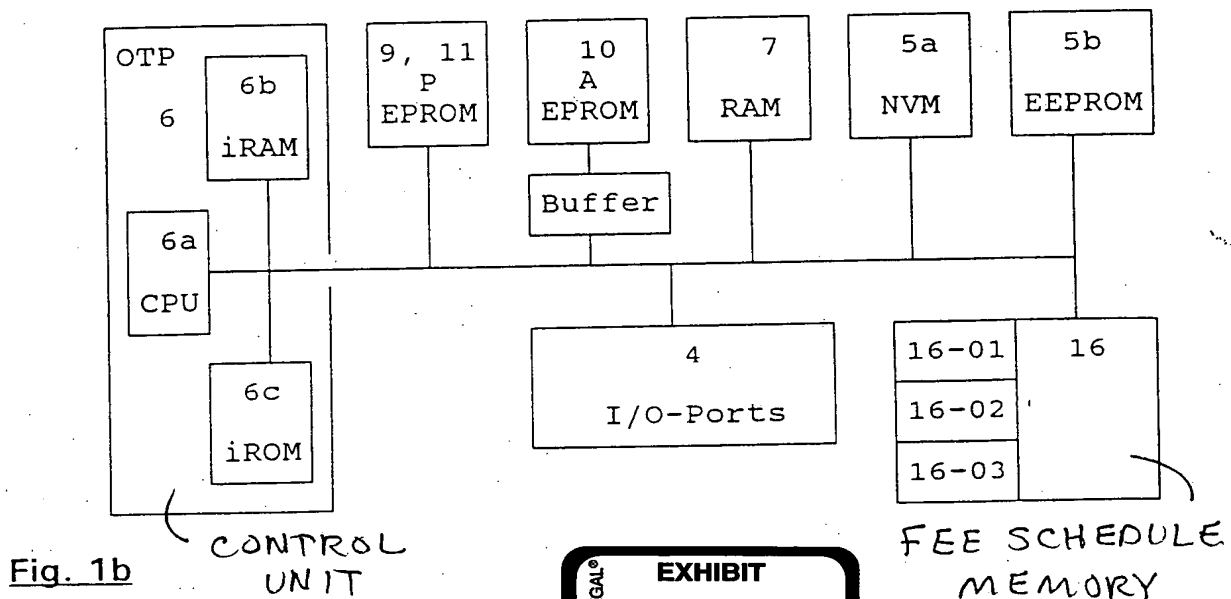 OTP
6
6b
iRAM
6a
CPU
6c
iROM
9, 11
P
EPROM
10
A
EPROM
Buffer
7
RAM
5a
NVM
5b
EEPROM
4
I/O-Ports
16-01
16-02
16-03
16
CONTROL
UNIT
FEE SCHEDULE
MEMORY
Fig. 1b
GAL®
EXHIBIT